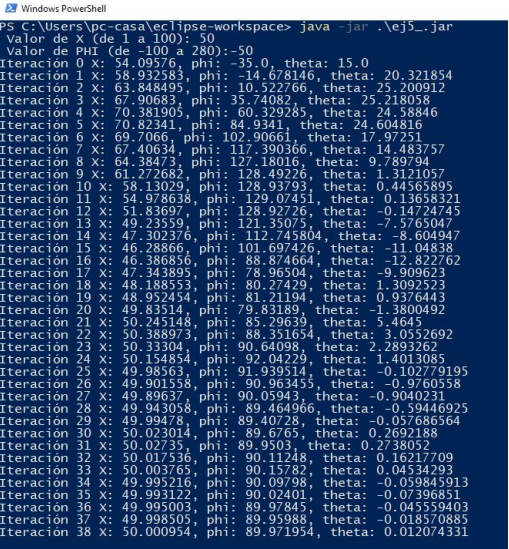 Windows PowerShell
PS C:\Users\pc-casa\eclipse-workspace> java -jar .\ej5_.jar
Valor de X (de 1 a 100): 50
Valor de PHI (de -100 a 280):-50
Iteración 0 X: 54.09576, phi: -35.0, theta: 15.0
Iteración 1 X: 58.932583, phi: -14.678146, theta: 20.321854
Iteración 2 X: 63.848495, phi: 10.522766, theta: 25.200912
Iteración 3 X: 67.90683, phi: 35.74082, theta: 25.218058
Iteración 4 X: 70.381905, phi: 60.329285, theta: 24.58846
Iteración 5 X: 70.82341, phi: 84.9341, theta: 24.604816
Iteración 6 X: 69.7066, phi: 102.90661, theta: 17.97251
Iteración 7 X: 67.40634, phi: 117.390366, theta: 14.483757
Iteración 8 X: 64.38473, phi: 127.18016, theta: 9.789794
Iteración 9 X: 61.272682, phi: 128.49226, theta: 1.3121057
Iteración 10 X: 58.13029, phi: 128.93793, theta: 0.44565895
Iteración 11 X: 54.978638, phi: 129.07451, theta: 0.13658321
Iteración 12 X: 51.83697, phi: 128.92726, theta: -0.14724745
Iteración 13 X: 49.23559, phi: 121.35075, theta: -7.5765047
Iteración 14 X: 47.302376, phi: 112.745804, theta: -8.604947
Iteración 15 X: 46.28866, phi: 101.697426, theta: -11.04838
Iteración 16 X: 46.386856, phi: 88.874664, theta: -12.822762
Iteración 17 X: 47.343895, phi: 78.96504, theta: -9.909623
Iteración 18 X: 48.188553, phi: 80.27429, theta: 1.3092523
Iteración 19 X: 48.952454, phi: 81.21194, theta: 0.9376443
Iteración 20 X: 49.83514, phi: 79.83189, theta: -1.3800492
Iteración 21 X: 50.245148, phi: 85.29639, theta: 5.4645
Iteración 22 X: 50.388973, phi: 88.351654, theta: 3.0552692
Iteración 23 X: 50.33304, phi: 90.64098, theta: 2.2893262
Iteración 24 X: 50.154854, phi: 92.04229, theta: 1.4013085
Iteración 25 X: 49.98563, phi: 91.939514, theta: -0.102779195
Iteración 26 X: 49.901558, phi: 90.963455, theta: -0.9760558
Iteración 27 X: 49.89637, phi: 90.05943, theta: -0.9040231
Iteración 28 X: 49.943058, phi: 89.464966, theta: -0.59446925
Iteración 29 X: 49.99478, phi: 89.40728, theta: -0.057686564
Iteración 30 X: 50.023014, phi: 89.6765, theta: 0.2692188
Iteración 31 X: 50.02735, phi: 89.9503, theta: 0.2738052
Iteración 32 X: 50.017536, phi: 90.11248, theta: 0.16217709
Iteración 33 X: 50.003765, phi: 90.15782, theta: 0.04534293
Iteración 34 X: 49.995216, phi: 90.09798, theta: -0.059845913
Iteración 35 X: 49.993122, phi: 90.02401, theta: -0.07396851
Iteración 36 X: 49.995003, phi: 89.97845, theta: -0.045559403
Iteración 37 X: 49.998505, phi: 89.95988, theta: -0.018570885
Iteración 38 X: 50.000954, phi: 89.971954, theta: 0.012074331